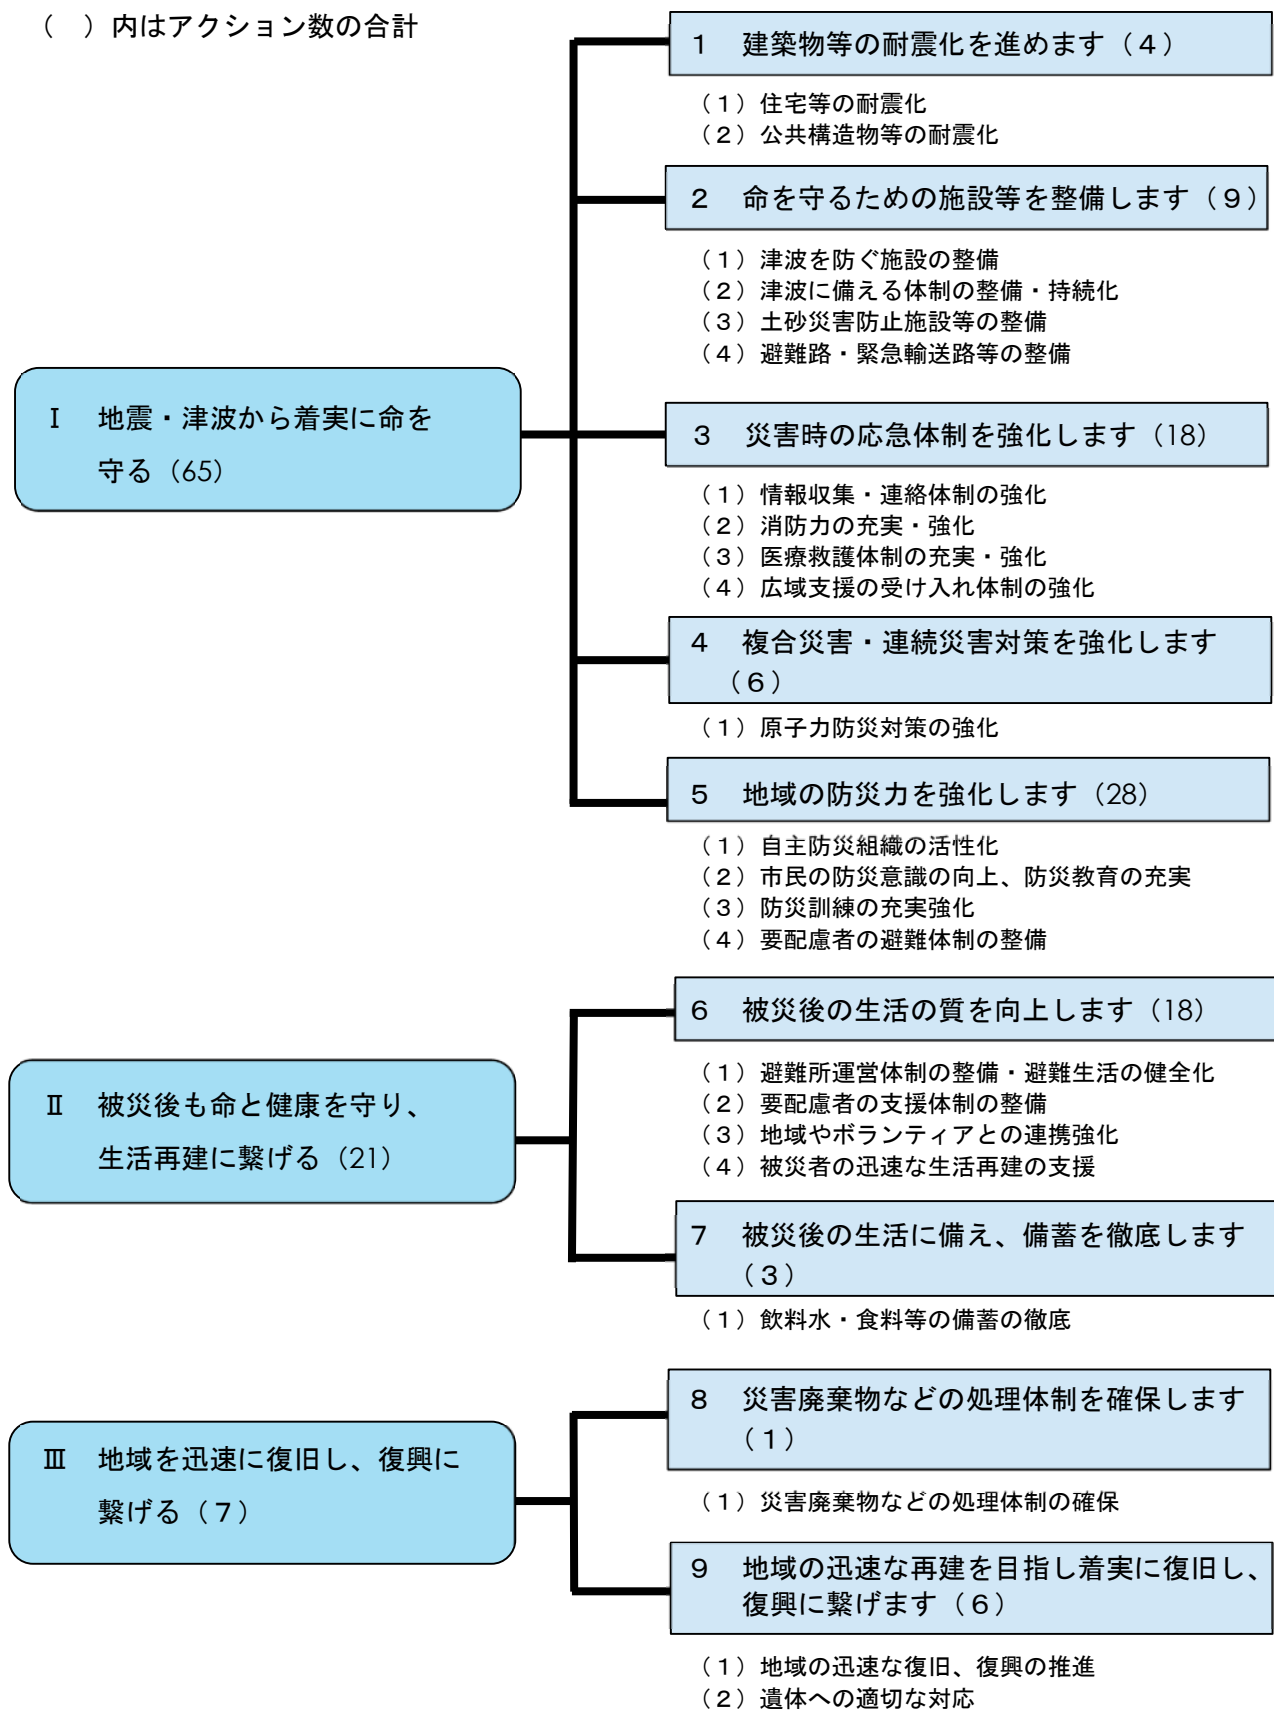 （　）内はアクション数の合計
1　建築物等の耐震化を進めます（4）
（1）住宅等の耐震化
（2）公共構造物等の耐震化
2　命を守るための施設等を整備します（9）
（1）津波を防ぐ施設の整備
（2）津波に備える体制の整備・持続化
（3）土砂災害防止施設等の整備
（4）避難路・緊急輸送路等の整備
Ⅰ　地震・津波から着実に命を
守る（65）
3　災害時の応急体制を強化します（18）
（1）情報収集・連絡体制の強化
（2）消防力の充実・強化
（3）医療救護体制の充実・強化
（4）広域支援の受け入れ体制の強化
4　複合災害・連続災害対策を強化します
（6）
（1）原子力防災対策の強化
5　地域の防災力を強化します（28）
（1）自主防災組織の活性化
（2）市民の防災意識の向上、防災教育の充実
（3）防災訓練の充実強化
（4）要配慮者の避難体制の整備
Ⅱ　被災後も命と健康を守り、
生活再建に繋げる（21）
6　被災後の生活の質を向上します（18）
（1）避難所運営体制の整備・避難生活の健全化
（2）要配慮者の支援体制の整備
（3）地域やボランティアとの連携強化
（4）被災者の迅速な生活再建の支援
7　被災後の生活に備え、備蓄を徹底します
（3）
（1）飲料水・食料等の備蓄の徹底
Ⅲ　地域を迅速に復旧し、復興に
繋げる（7）
8　災害廃棄物などの処理体制を確保します
（1）
（1）災害廃棄物などの処理体制の確保
9　地域の迅速な再建を目指し着実に復旧し、
復興に繋げます（6）
（1）地域の迅速な復旧、復興の推進
（2）遺体への適切な対応